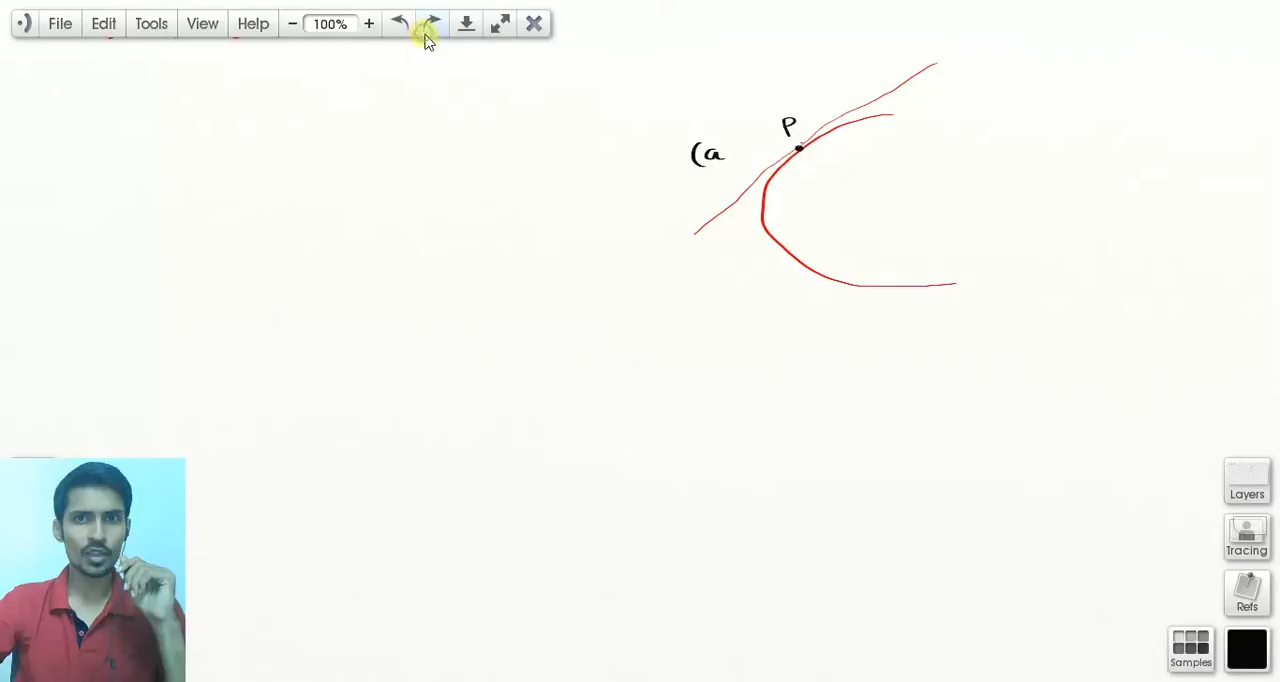 File Edit Tools View Help − 100% +
P
(a
Layers
Tracing
Refs
Samples